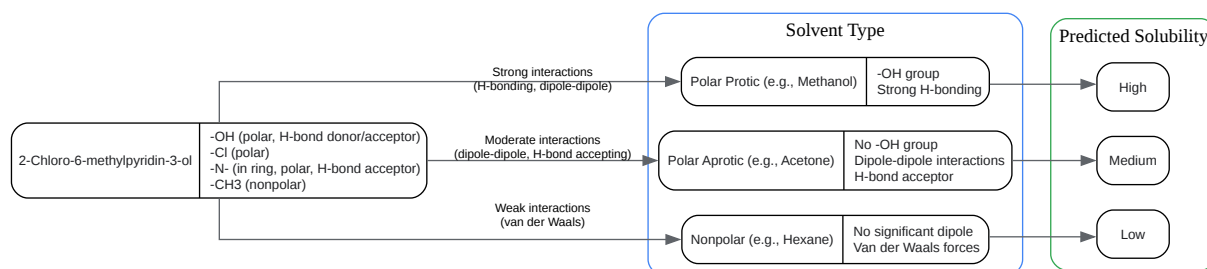 Solvent Type
Predicted Solubility
Strong interactions
(H-bonding, dipole-dipole)
Polar Protic (e.g., Methanol)
-OH group
Strong H-bonding
High
2-Chloro-6-methylpyridin-3-ol
-OH (polar, H-bond donor/acceptor)
-Cl (polar)
-N- (in ring, polar, H-bond acceptor)
-CH3 (nonpolar)
Moderate interactions
(dipole-dipole, H-bond accepting)
Polar Aprotic (e.g., Acetone)
No -OH group
Dipole-dipole interactions
H-bond acceptor
Medium
Weak interactions
(van der Waals)
Nonpolar (e.g., Hexane)
No significant dipole
Van der Waals forces
Low